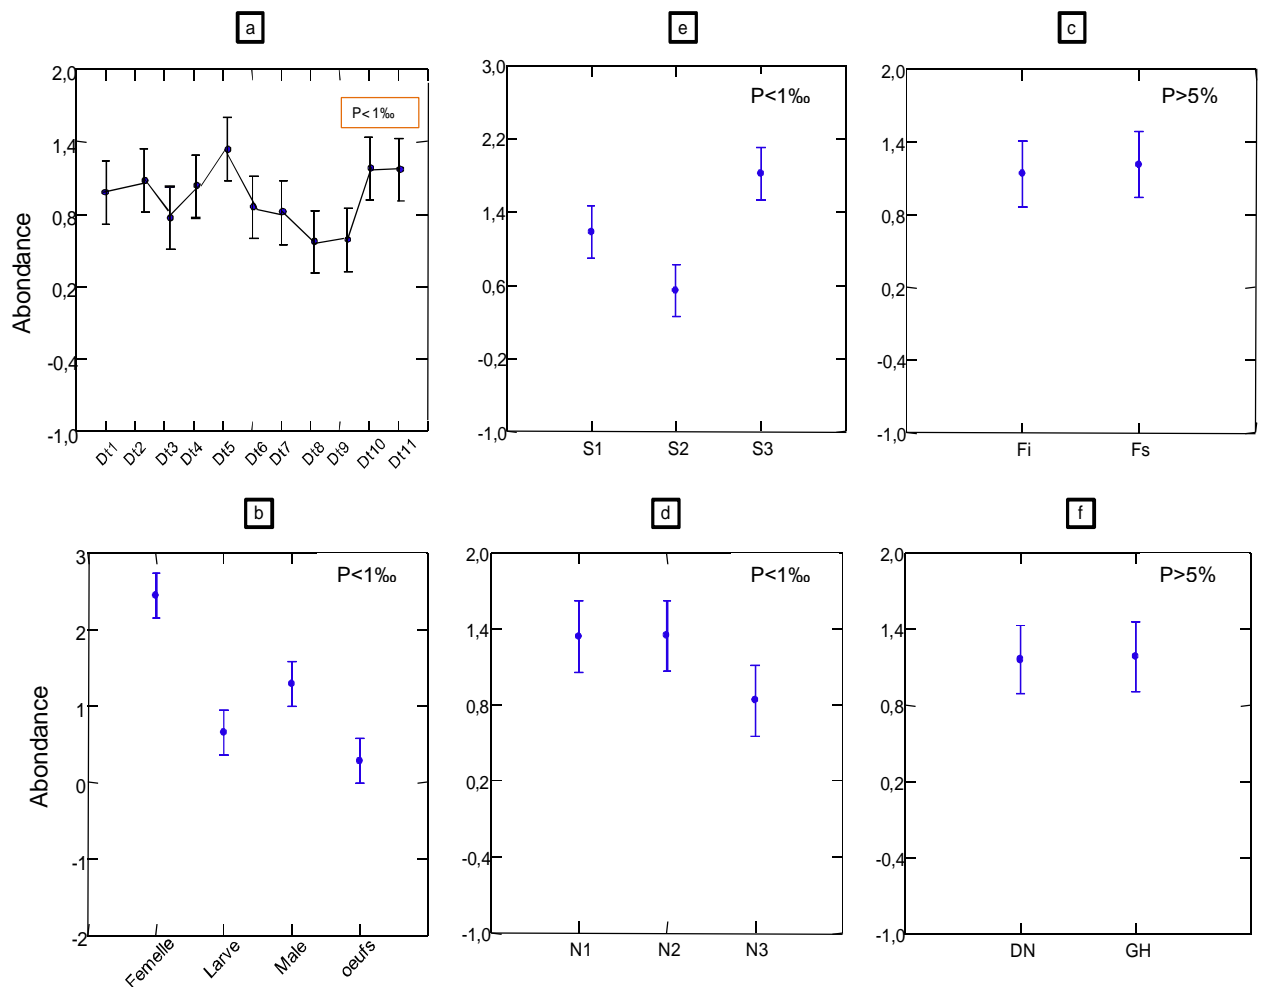 a
e
c
2,0
1,4
0,8
0,2
-0,4
-1,0
Abondance
P<1‰
Dt1 Dt2 Dt3 Dt4 Dt5 Dt6 Dt7 Dt8 Dt9 Dt10 Dt11
3,0
2,2
1,4
0,6
-0,2
-1,0
P<1‰
S1 S2 S3
2,0
1,4
0,8
0,2
-0,4
-1,0
P>5%
Fi Fs
b
d
f
3
2
1
0
-1
-2
Abondance
P<1‰
Femelle Larve Male oeufs
2,0
1,4
0,8
0,2
-0,4
-1,0
P<1‰
N1 N2 N3
2,0
1,4
0,8
0,2
-0,4
-1,0
P>5%
DN GH